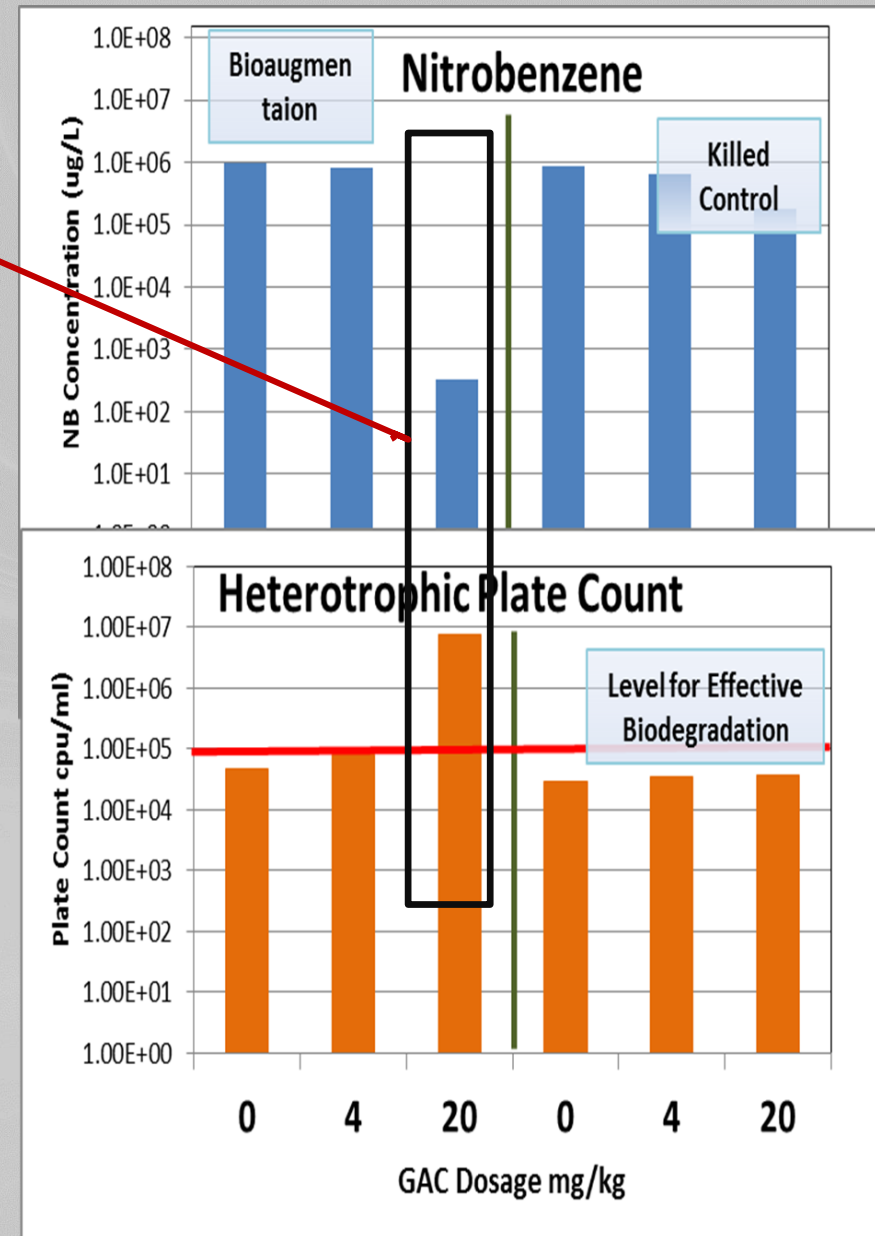 1.0E+08
Bioaugmen
taion
Nitrobenzene
1.0E+07
1.0E+06
Killed
Control
1.0E+05
1.0E+04
1.0E+03
1.0E+02
1.0E+01
NB Concentration (ug/L)
1.00E+08
Heterotrophic Plate Count
1.00E+07
1.00E+06
Level for Effective
Biodegradation
1.00E+05
1.00E+04
1.00E+03
1.00E+02
1.00E+01
1.00E+00
Plate Count cpu/ml)
0 4 20 0 4 20
GAC Dosage mg/kg